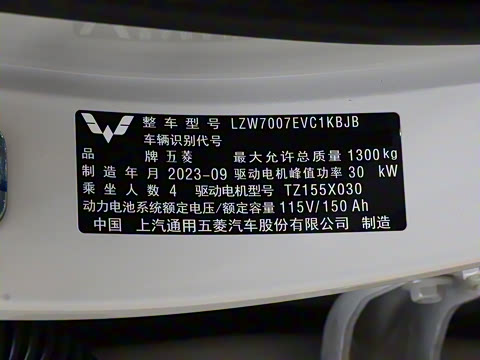 整车型号 LZW7007EVC1KBJB
车辆识别代号
品牌 五菱 最大允许总质量 1300kg
制造年月 2023-09 驱动电机峰值功率 30 kW
乘坐人数 4 驱动电机型号 TZ155X030
动力电池系统额定电压/额定容量 115V/150 Ah
中国 上汽通用五菱汽车股份有限公司 制造